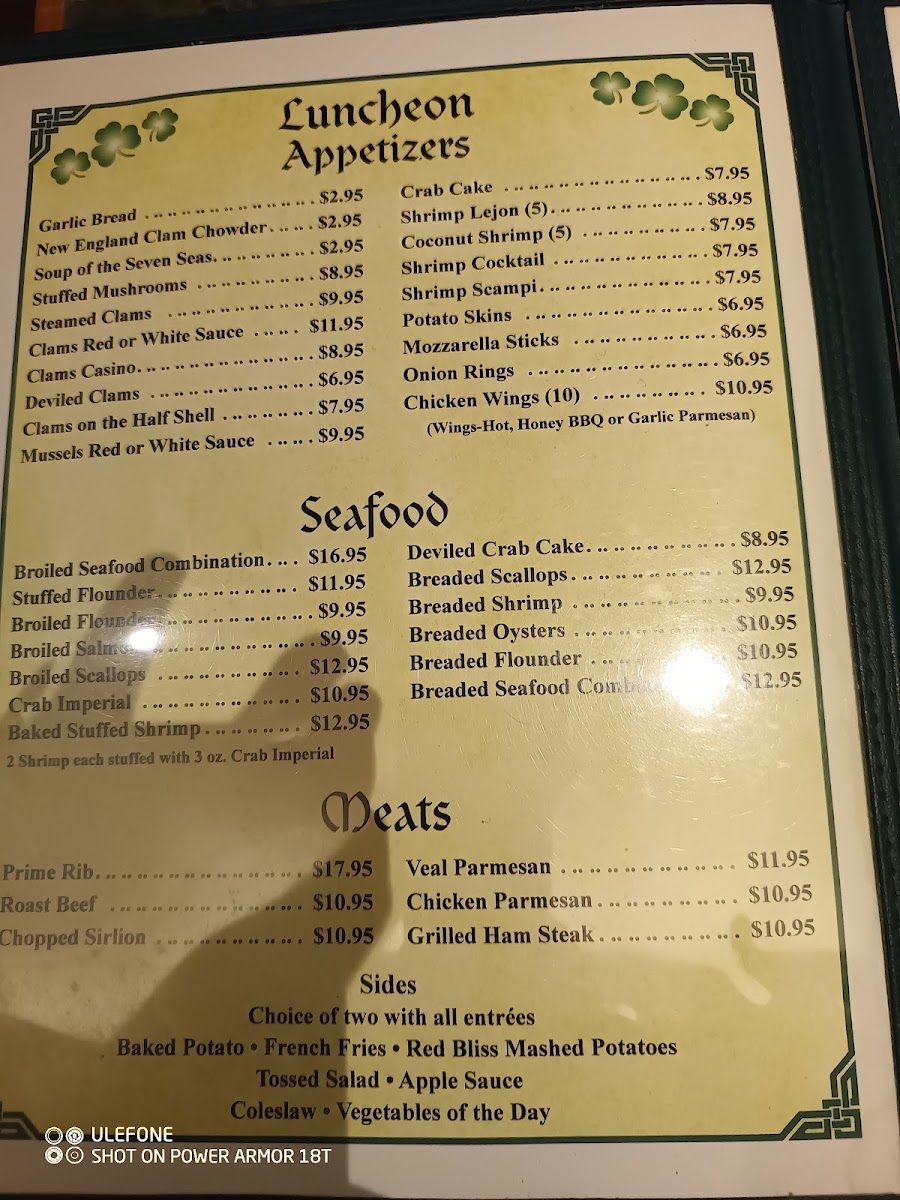 Luncheon
Appetizers
Garlic Bread $2.95
New England Clam Chowder $2.95
Soup of the Seven Seas $2.95
Stuffed Mushrooms $8.95
Steamed Clams $9.95
Clams Red or White Sauce $11.95
Clams Casino $8.95
Deviled Clams $6.95
Clams on the Half Shell $7.95
Mussels Red or White Sauce $9.95
Crab Cake $7.95
Shrimp Lejon (5) $8.95
Coconut Shrimp (5) $7.95
Shrimp Cocktail $7.95
Shrimp Scampi $7.95
Potato Skins $6.95
Mozzarella Sticks $6.95
Onion Rings $6.95
Chicken Wings (10) $10.95
(Wings-Hot, Honey BBQ or Garlic Parmesan)
Seafood
Broiled Seafood Combination $16.95
Stuffed Flounder $11.95
Broiled Flounder $9.95
Broiled Salmon $9.95
Broiled Scallops $12.95
Crab Imperial $10.95
Baked Stuffed Shrimp $12.95
2 Shrimp each stuffed with 3 oz. Crab Imperial
Deviled Crab Cake $8.95
Breaded Scallops $12.95
Breaded Shrimp $9.95
Breaded Oysters $10.95
Breaded Flounder $10.95
Breaded Seafood $12.95
Meats
Prime Rib $17.95
Roast Beef $10.95
Chopped Sirlion $10.95
Veal Parmesan $11.95
Chicken Parmesan $10.95
Grilled Ham Steak $10.95
Sides
Choice of two with all entrées
Baked Potato • French Fries • Red Bliss Mashed Potatoes
Tossed Salad • Apple Sauce
Coleslaw • Vegetables of the Day
ULEFONE
SHOT ON POWER ARMOR 18T